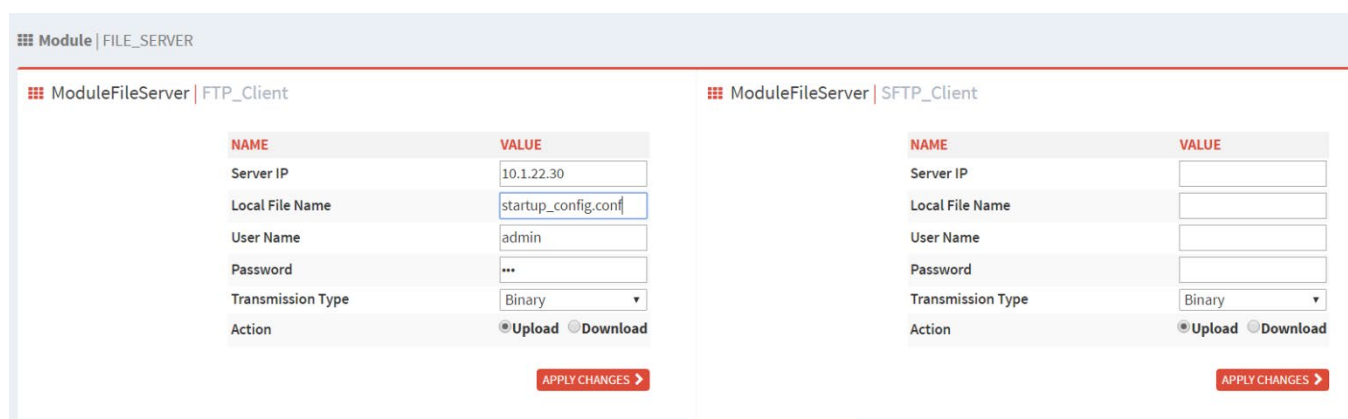 Module | FILE_SERVER
ModuleFileServer | FTP_Client
NAME VALUE
Server IP 10.1.22.30
Local File Name startup_config.conf
User Name admin
Password •••
Transmission Type Binary
Action Upload Download
APPLY CHANGES
ModuleFileServer | SFTP_Client
NAME VALUE
Server IP
Local File Name
User Name
Password
Transmission Type Binary
Action Upload Download
APPLY CHANGES